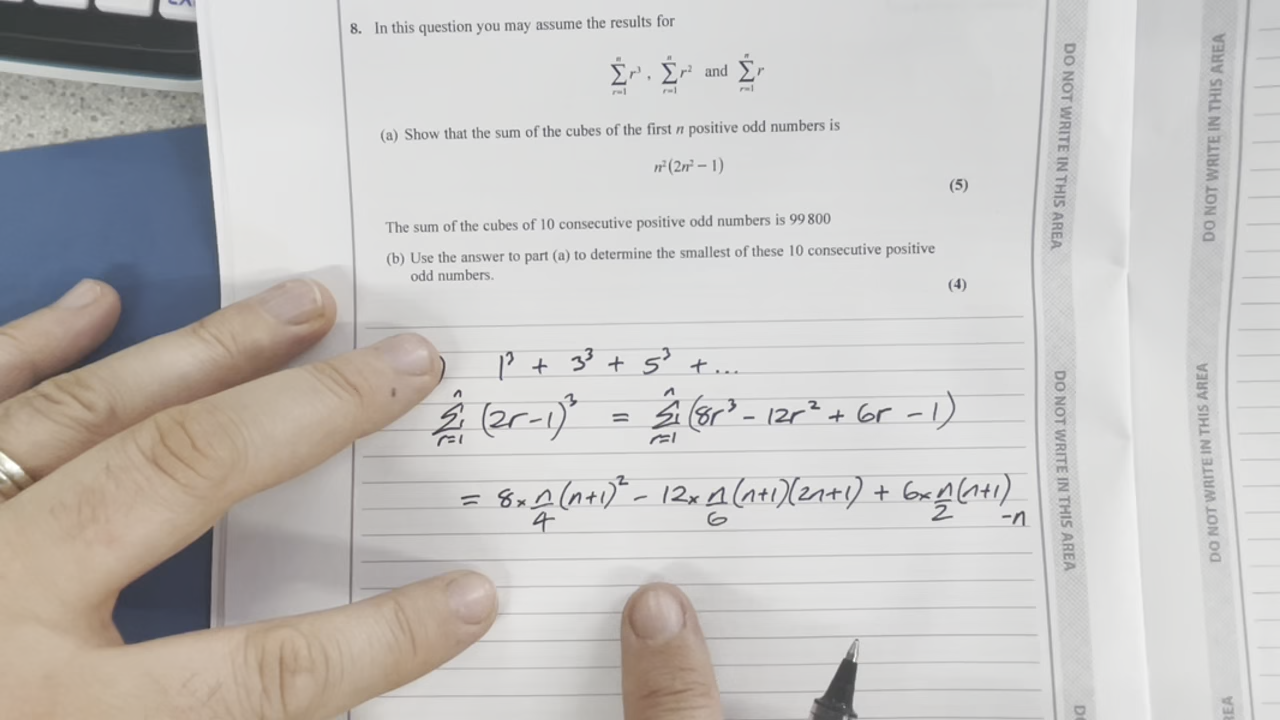 8. In this question you may assume the results for
n∑r=1 r³ , n∑r=1 r² and n∑r=1 r
(a) Show that the sum of the cubes of the first n positive odd numbers is
n²(2n² – 1)
(5)
The sum of the cubes of 10 consecutive positive odd numbers is 99 800
(b) Use the answer to part (a) to determine the smallest of these 10 consecutive positive
odd numbers.
(4)
) 1³ + 3³ + 5³ + ...
n∑r=1 (2r-1)³ = n∑r=1 (8r³ - 12r² + 6r - 1)
= 8 × n/4 (n+1)² - 12 × n/6 (n+1)(2n+1) + 6 × n/2 (n+1)
-n
DO NOT WRITE IN THIS AREA
DO NOT WRITE IN THIS AREA
DO NOT WRITE IN THIS AREA
DO NOT WRITE IN THIS AREA